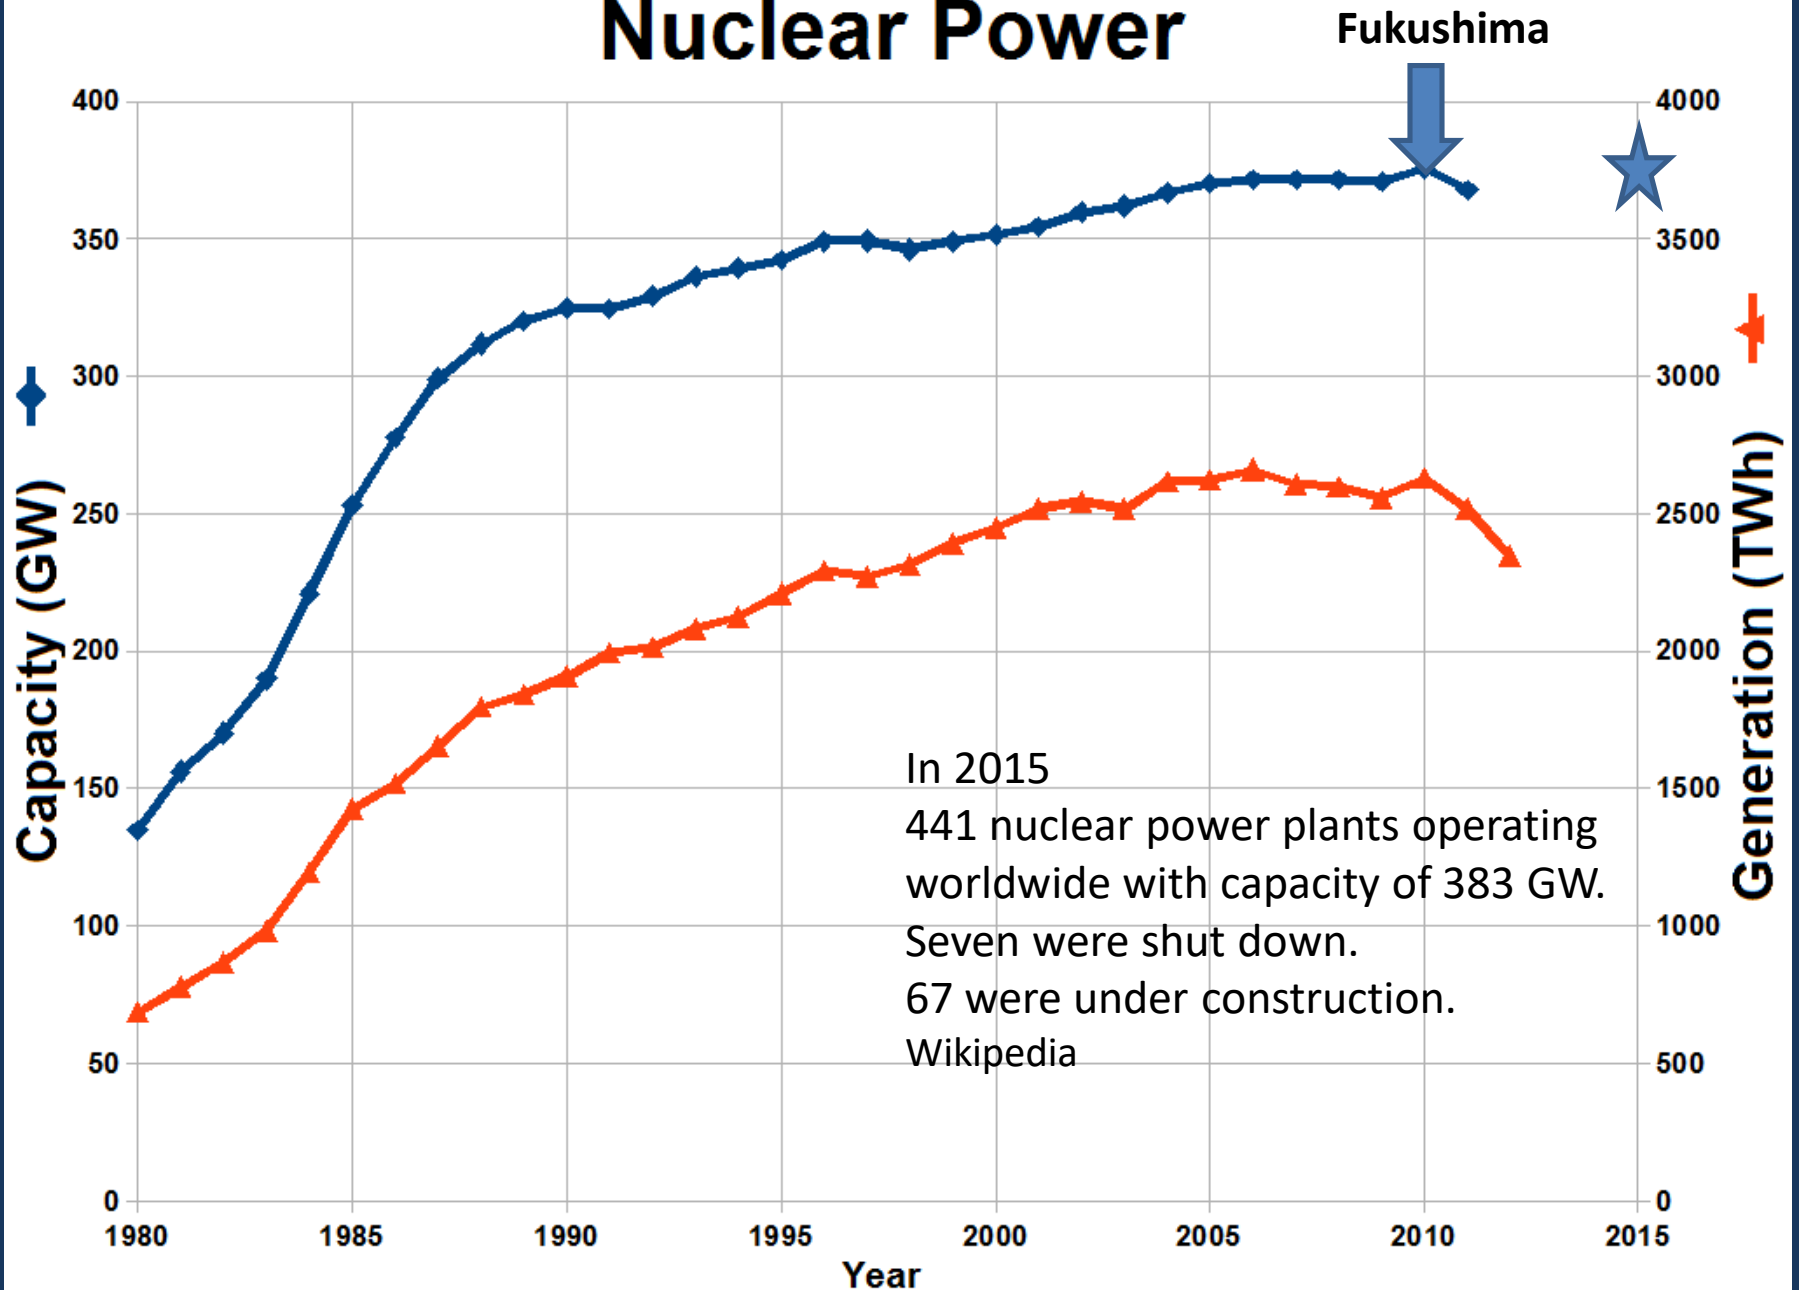 Nuclear Power
Fukushima
400
350
300
250
200
150
100
50
0
Capacity (GW)
4000
3500
3000
2500
2000
1500
1000
500
0
Generation (TWh)
In 2015
441 nuclear power plants operating
worldwide with capacity of 383 GW.
Seven were shut down.
67 were under construction.
Wikipedia
1980 1985 1990 1995 2000 2005 2010 2015
Year